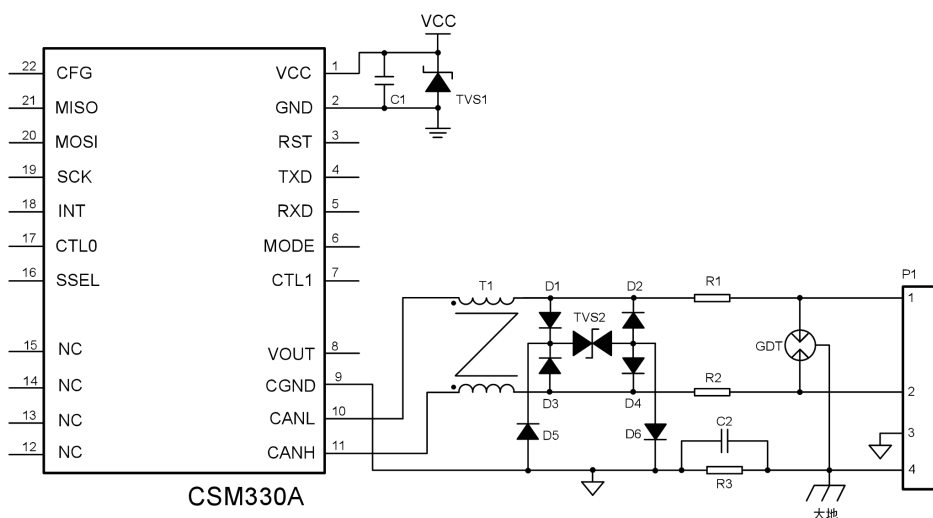 VCC
22 CFG VCC 1
C1
TVS1
21 MISO GND 2
20 MOSI RST 3
19 SCK TXD 4
18 INT RXD 5
17 CTL0 MODE 6
16 SSEL CTL1 7
P1
T1 D1 D2 R1 1
TVS2
GDT
15 NC VOUT 8
14 NC CGND 9
R2 2
D3 D4
13 NC CANL 10
C2
D5 D6 3
12 NC CANH 11
4
R3
CSM330A
大地